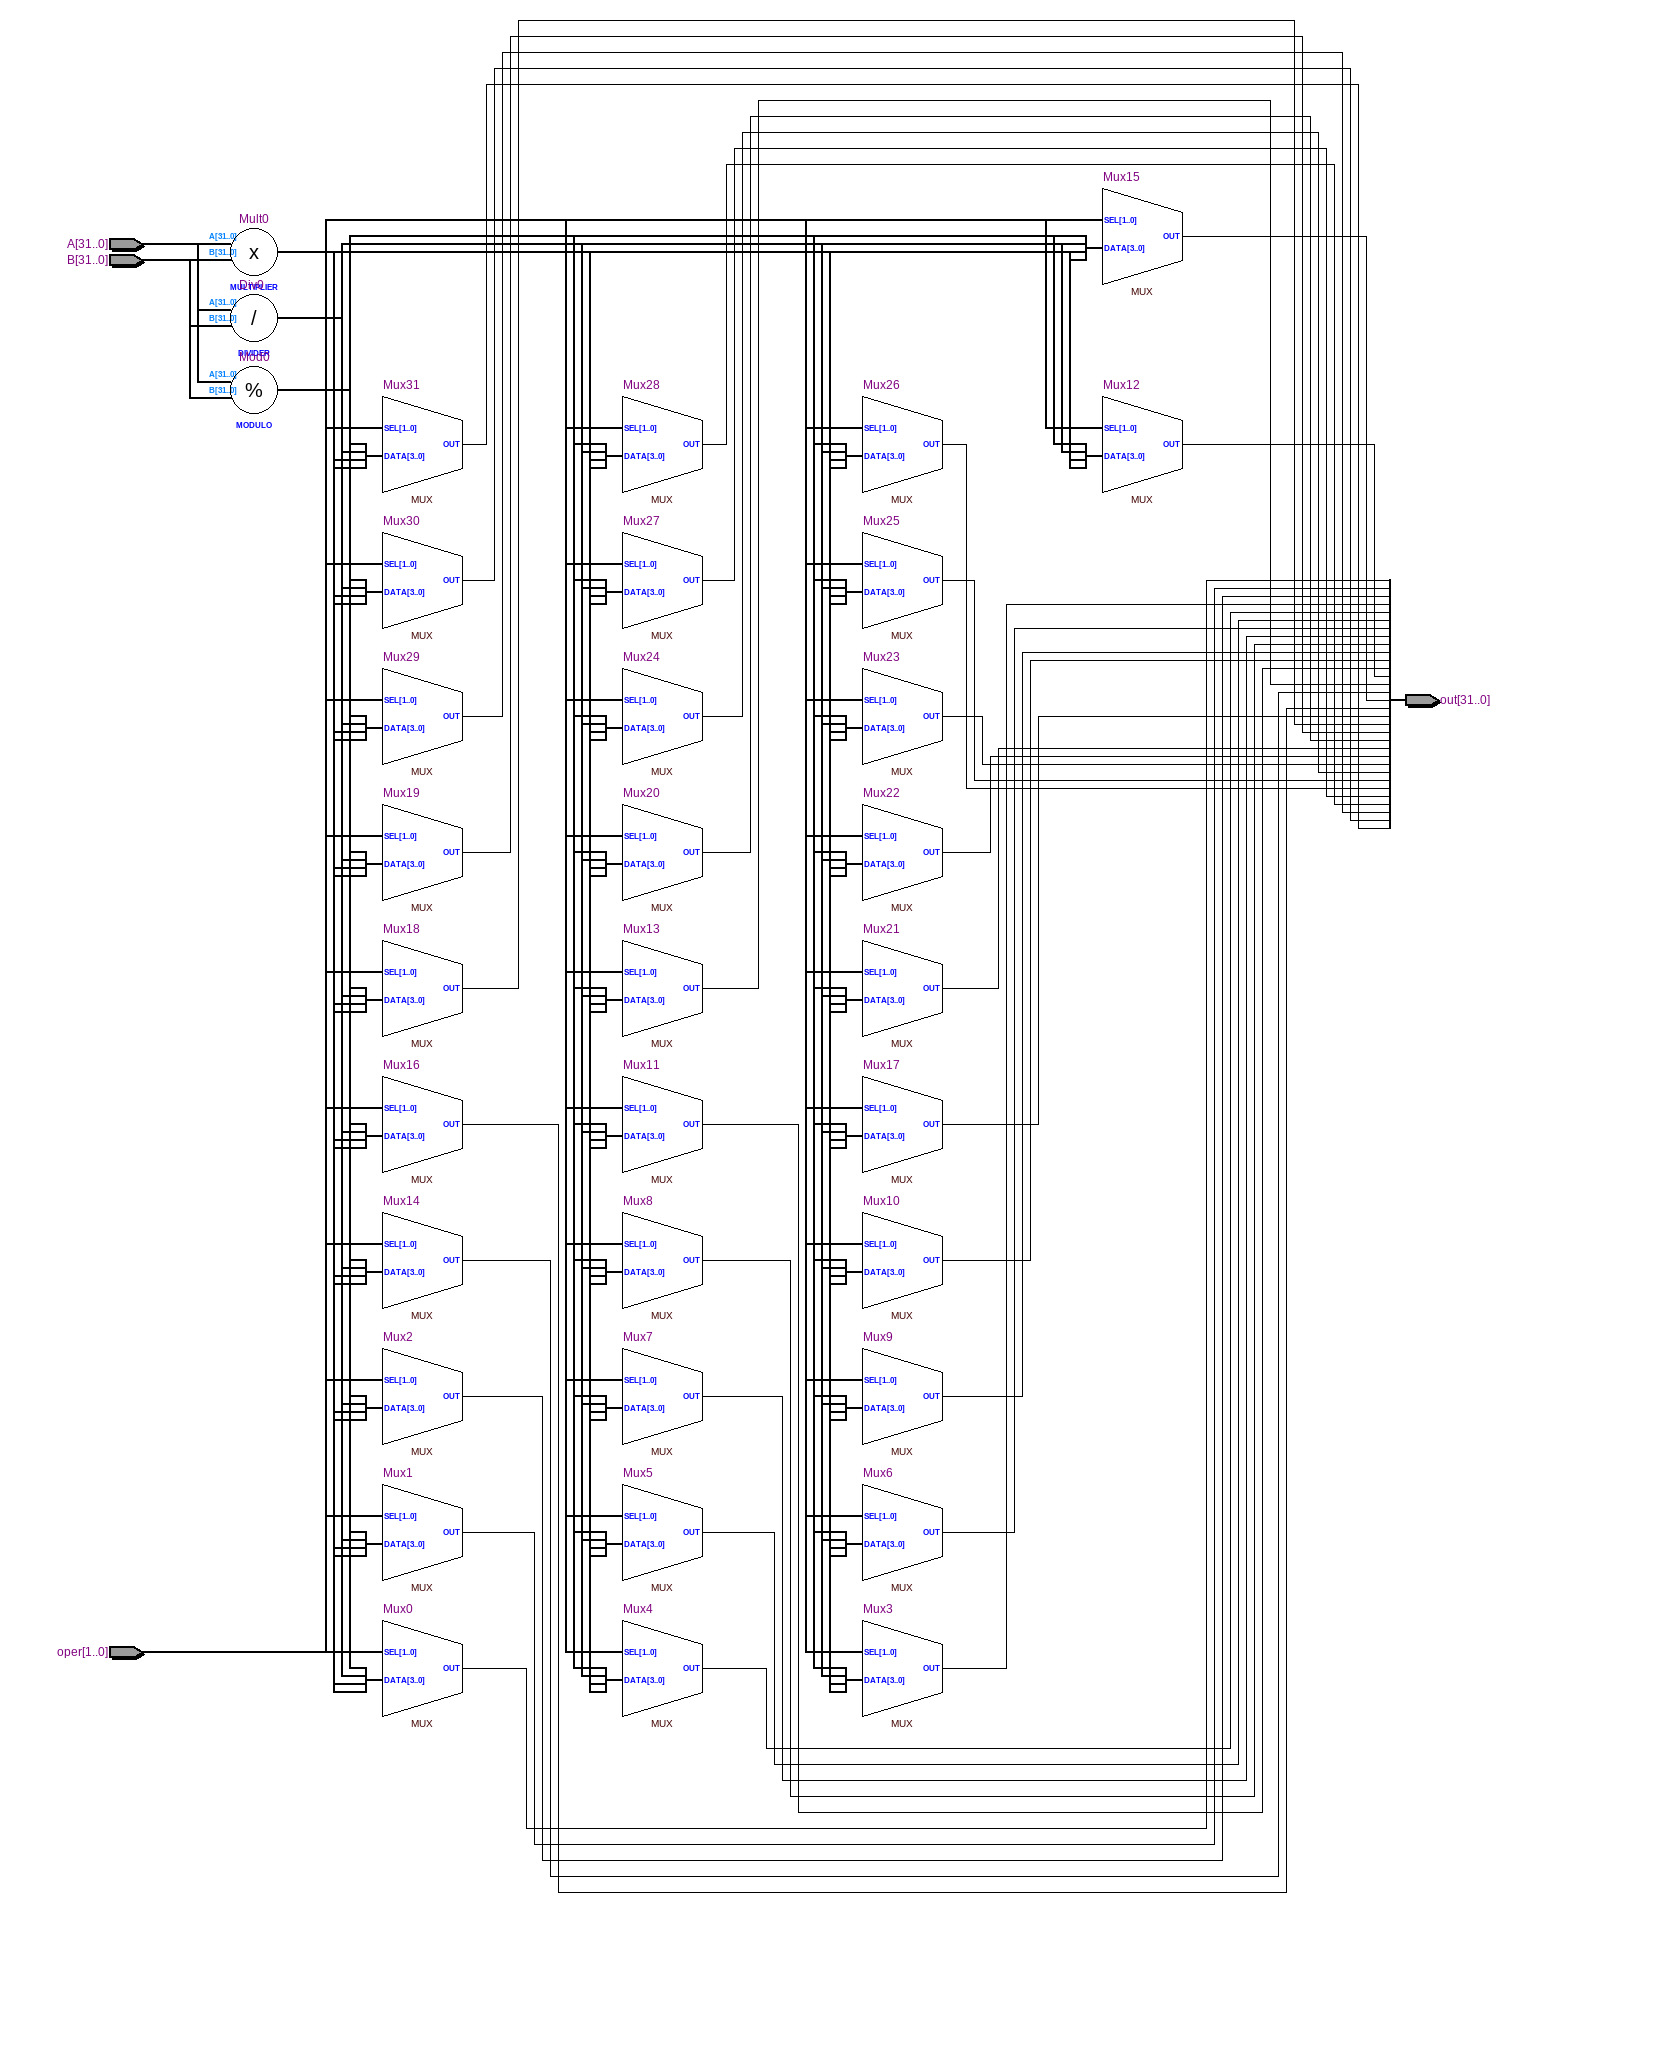 Mux15
Mult0
A[31..0]
A[31..0]
SEL[1..0]
OUT
B[31..0]
B[31..0]
x
DATA[3..0]
MULTIPLIER
Div0
MUX
A[31..0]
B[31..0]
/
DIVIDER
Mod0
A[31..0]
B[31..0]
%
MODULO
Mux31
Mux28
Mux26
Mux12
SEL[1..0] SEL[1..0] SEL[1..0] SEL[1..0]
OUT OUT OUT OUT
DATA[3..0] DATA[3..0] DATA[3..0] DATA[3..0]
MUX MUX MUX MUX
Mux30 Mux27 Mux25
SEL[1..0] SEL[1..0] SEL[1..0]
OUT OUT OUT
DATA[3..0] DATA[3..0] DATA[3..0]
MUX MUX MUX
Mux29 Mux24 Mux23
SEL[1..0] SEL[1..0] SEL[1..0]
out[31..0]
OUT OUT OUT
DATA[3..0] DATA[3..0] DATA[3..0]
MUX MUX MUX
Mux19 Mux20 Mux22
SEL[1..0] SEL[1..0] SEL[1..0]
OUT OUT OUT
DATA[3..0] DATA[3..0] DATA[3..0]
MUX MUX MUX
Mux18 Mux13 Mux21
SEL[1..0] SEL[1..0] SEL[1..0]
OUT OUT OUT
DATA[3..0] DATA[3..0] DATA[3..0]
MUX MUX MUX
Mux16 Mux11 Mux17
SEL[1..0] SEL[1..0] SEL[1..0]
OUT OUT OUT
DATA[3..0] DATA[3..0] DATA[3..0]
MUX MUX MUX
Mux14 Mux8 Mux10
SEL[1..0] SEL[1..0] SEL[1..0]
OUT OUT OUT
DATA[3..0] DATA[3..0] DATA[3..0]
MUX MUX MUX
Mux2 Mux7 Mux9
SEL[1..0] SEL[1..0] SEL[1..0]
OUT OUT OUT
DATA[3..0] DATA[3..0] DATA[3..0]
MUX MUX MUX
Mux1 Mux5 Mux6
SEL[1..0] SEL[1..0] SEL[1..0]
OUT OUT OUT
DATA[3..0] DATA[3..0] DATA[3..0]
MUX MUX MUX
Mux0 Mux4 Mux3
oper[1..0]
SEL[1..0] SEL[1..0] SEL[1..0]
OUT OUT OUT
DATA[3..0] DATA[3..0] DATA[3..0]
MUX MUX MUX